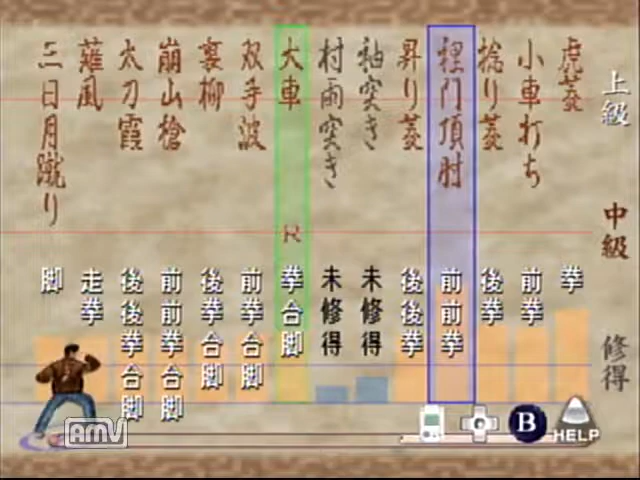 上級
中級
修得
虎菱
拳
小車打ち
前拳
捻り菱
後拳
裡門頂肘
前前拳
昇り菱
後後拳
袖突き
未修得
村雨突き
未修得
大車
R
拳合脚
双手波
前拳合脚
裏柳
後拳合脚
崩山槍
前前拳合脚
太刀霞
後後拳合脚
薙風
走拳
三日月蹴り
脚
B
HELP
AMV